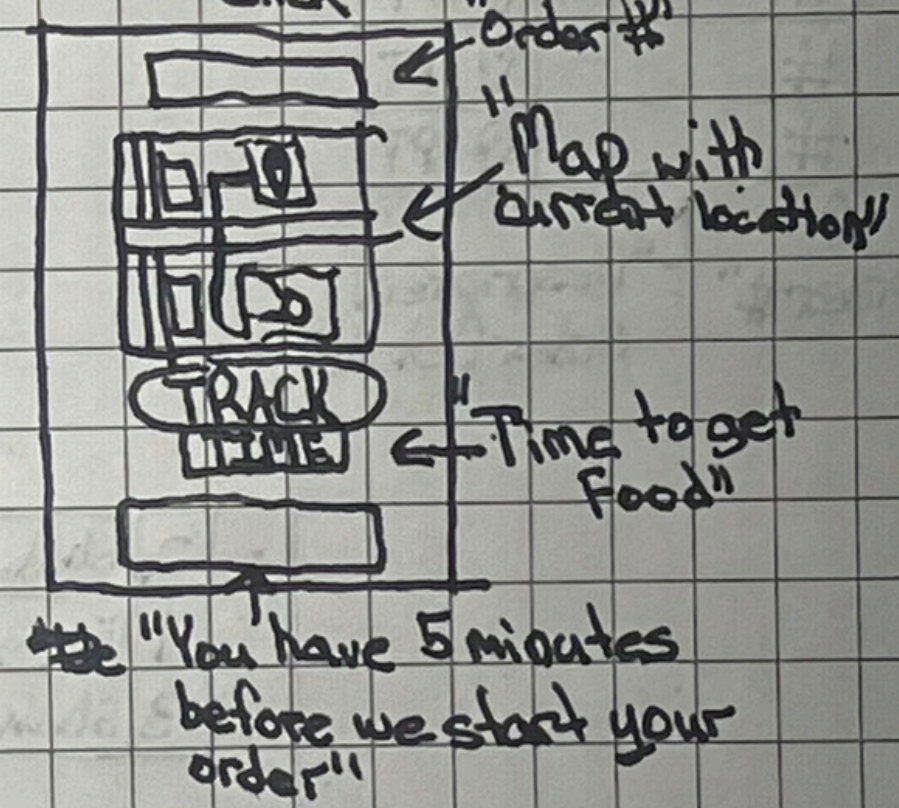 "Order #"
"Map with
current location"
TRACK
TIME
"Time to get
Food"
"You have 5 minutes
before we start your
order"